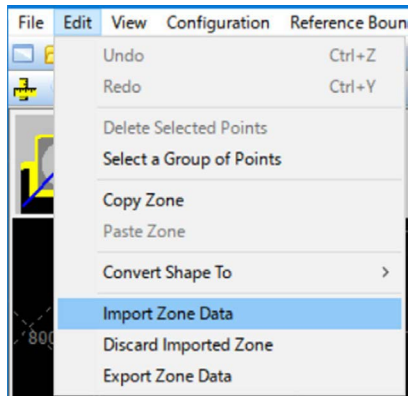 File Edit View Configuration Reference Boun
Undo Ctrl+Z
Redo Ctrl+Y
Delete Selected Points
Select a Group of Points
Copy Zone
Paste Zone
Convert Shape To >
Import Zone Data
Discard Imported Zone
Export Zone Data
800